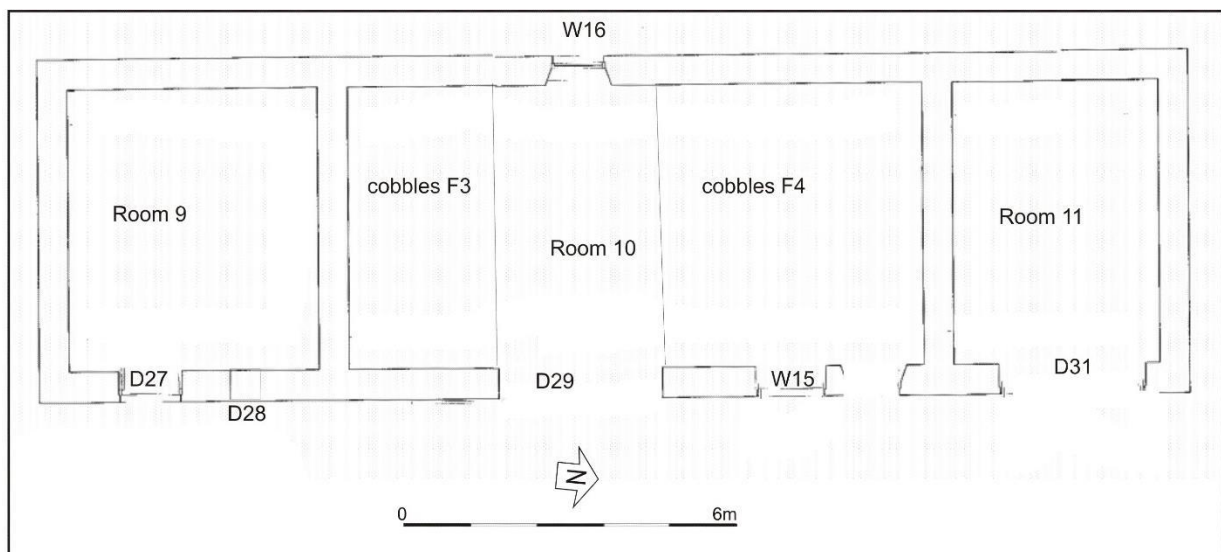 W16
cobbles F3
cobbles F4
Room 9
Room 11
Room 10
D27
D29
W15
D31
D28
N
0
6m